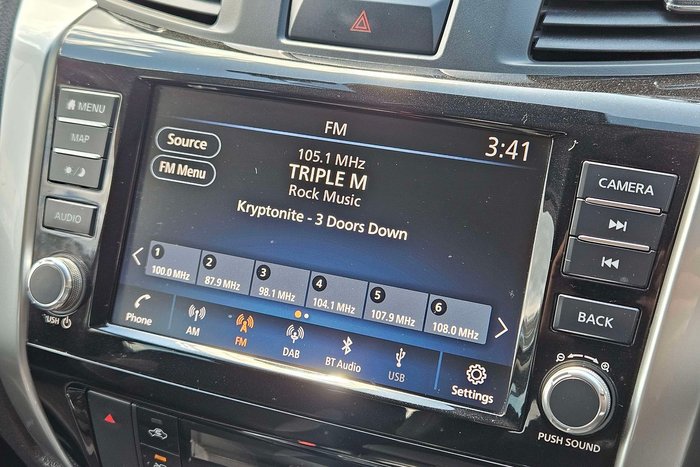 MENU
MAP
AUDIO
PUSH
FM
3:41
Source
FM Menu
105.1 MHz
TRIPLE M
Rock Music
Kryptonite - 3 Doors Down
1
100.0 MHz
2
87.9 MHz
3
98.1 MHz
4
104.1 MHz
5
107.9 MHz
6
108.0 MHz
Phone
AM
FM
DAB
BT Audio
USB
Settings
CAMERA
BACK
PUSH SOUND